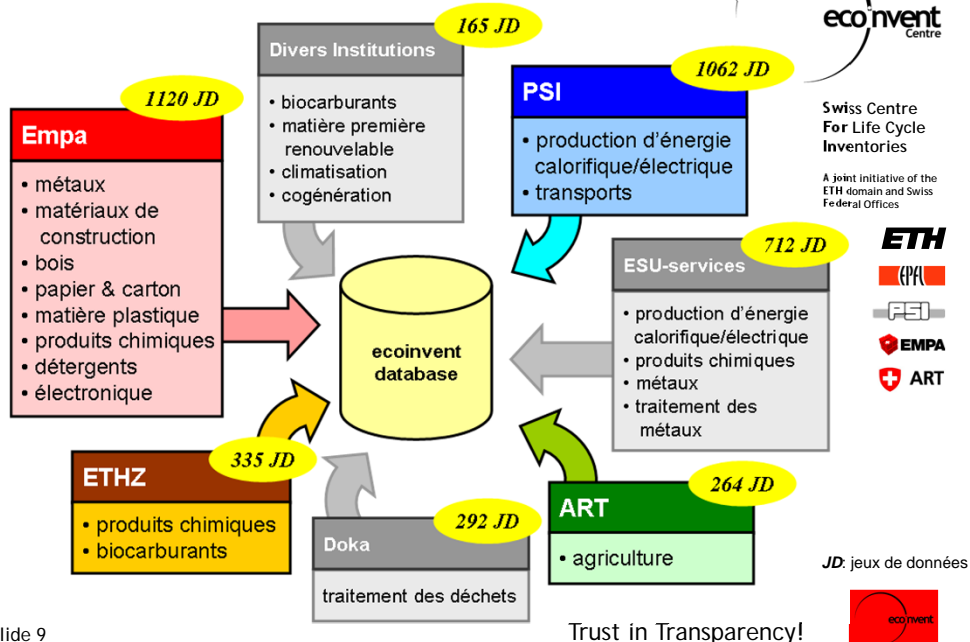 165 JD
Divers Institutions
• biocarburants
• matière première
renouvelable
• climatisation
• cogénération
1120 JD
Empa
• métaux
• matériaux de
construction
• bois
• papier & carton
• matière plastique
• produits chimiques
• détergents
• électronique
1062 JD
PSI
• production d'énergie
calorifique/électrique
• transports
ecoinvent
Centre
Swiss Centre
For Life Cycle
Inventories
A joint initiative of the
ETH domain and Swiss
Federal Offices
ETH
EPFL
PSI
EMPA
ART
712 JD
ESU-services
• production d'énergie
calorifique/électrique
• produits chimiques
• métaux
• traitement des
métaux
ecoinvent
database
335 JD
ETHZ
• produits chimiques
• biocarburants
292 JD
Doka
traitement des déchets
264 JD
ART
• agriculture
JD: jeux de données
lide 9
Trust in Transparency!
ecoinvent